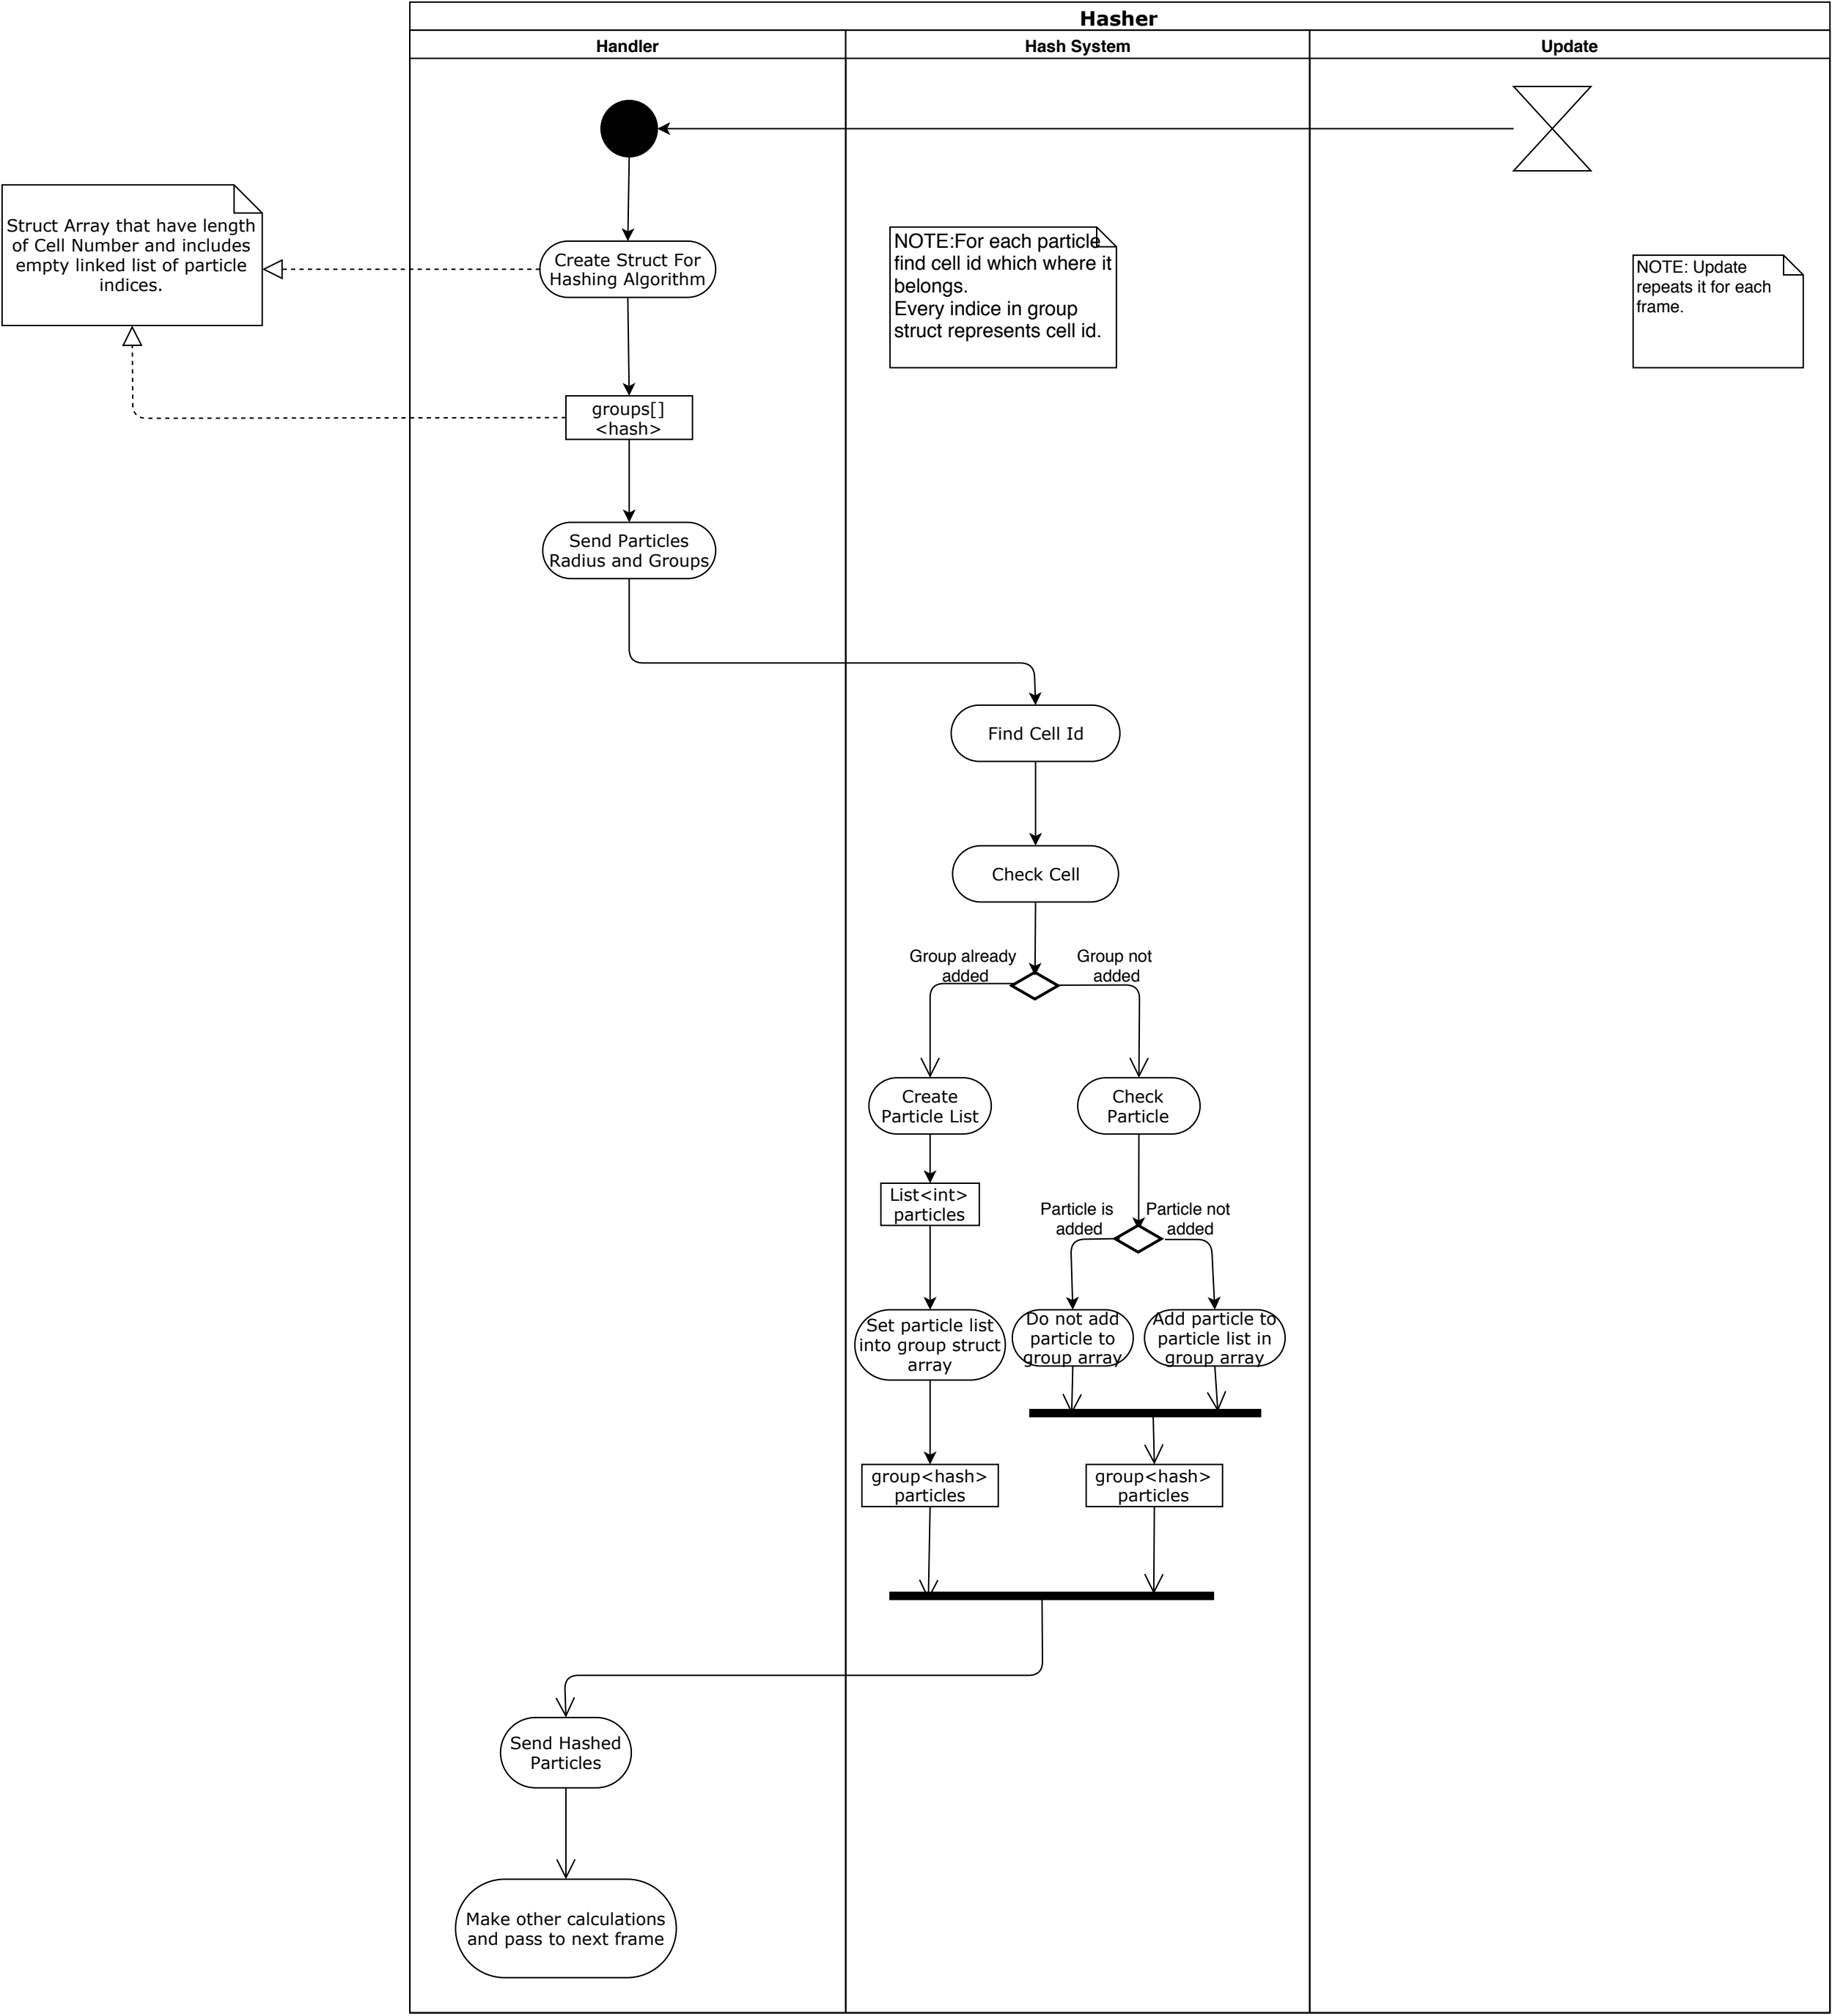 Hasher
Handler
Hash System
Update
Struct Array that have length
of Cell Number and includes
empty linked list of particle
indices.
Create Struct For
Hashing Algorithm
NOTE:For each particle
find cell id which where it
belongs.
Every indice in group
struct represents cell id.
NOTE: Update
repeats it for each
frame.
groups[]
<hash>
Send Particles
Radius and Groups
Find Cell Id
Check Cell
Group already
added
Group not
added
Create
Particle List
Check
Particle
List<int>
particles
Particle is
added
Particle not
added
Set particle list
into group struct
array
Do not add
particle to
group array
Add particle to
particle list in
group array
group<hash>
particles
group<hash>
particles
Send Hashed
Particles
Make other calculations
and pass to next frame